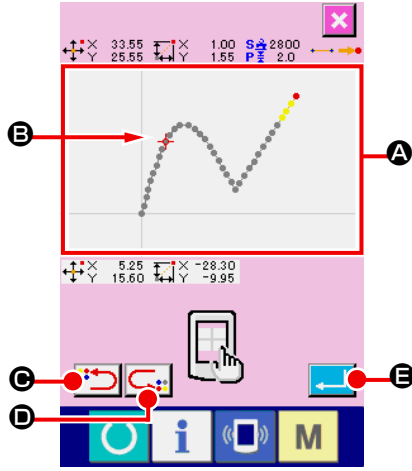 X 33.55 X 1.00 S 2800
Y 25.55 Y 1.55 P 2.0
B
A
X 5.25 X -28.30
Y 15.60 Y -9.95
C
E
D
i M